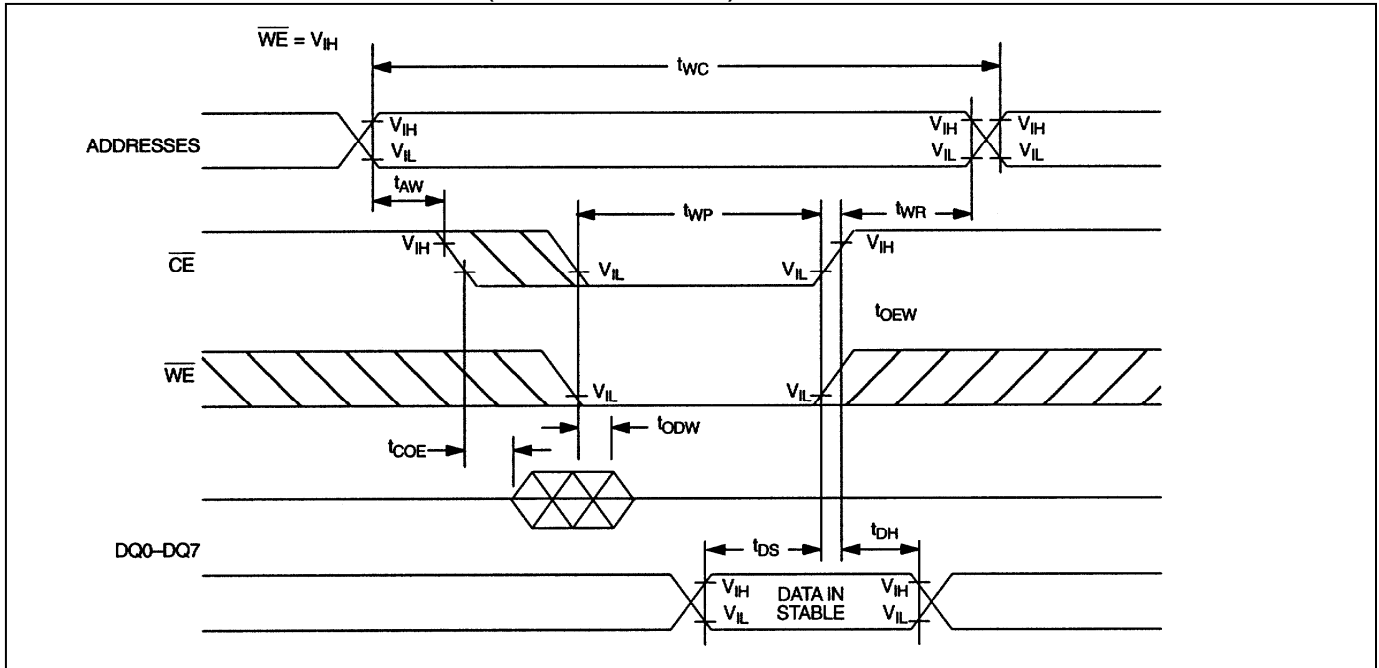 WE = VIH
tWC
ADDRESSES
VIH
VIL
VIH
VIL
VIH
VIL
tAW
tWP
tWR
CE
VIH
VIL
VIL
VIH
tOEW
WE
VIL
VIL
tODW
tCOE
DQ0–DQ7
tDS
tDH
VIH
VIL
DATA IN
STABLE
VIH
VIL